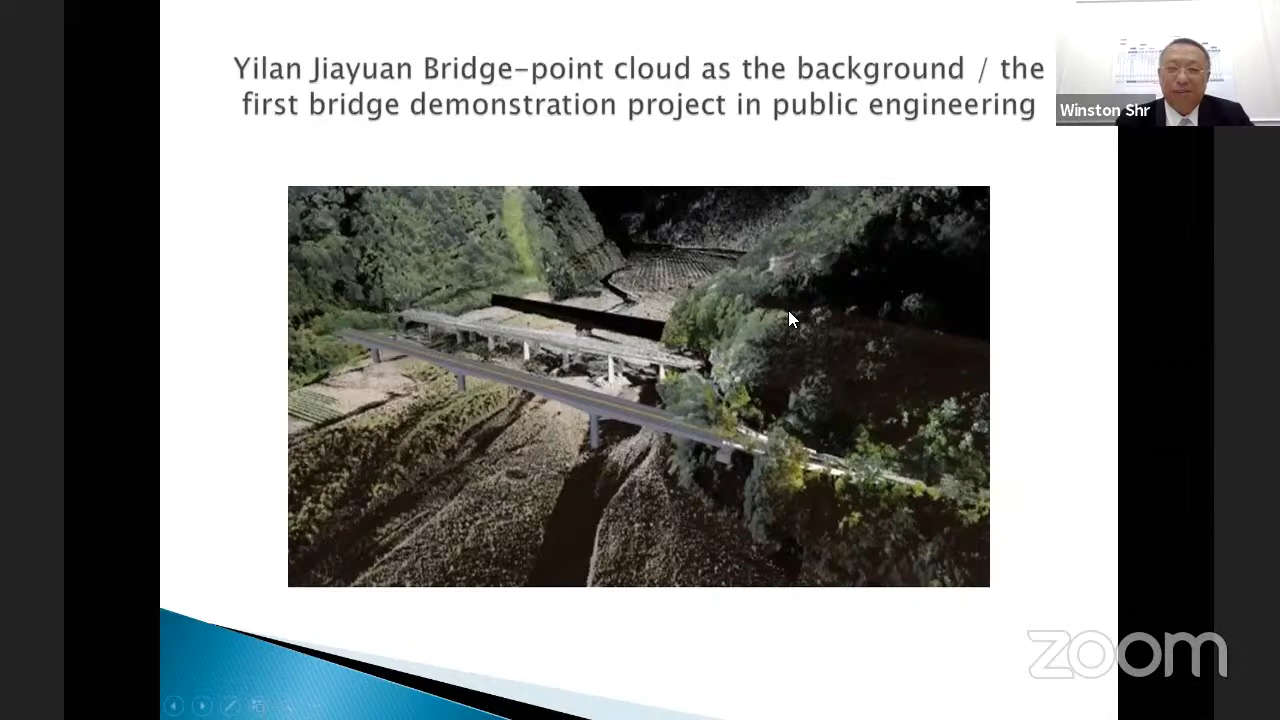 Yilan Jiayuan Bridge-point cloud as the background / the
first bridge demonstration project in public engineering
Winston Shr
zoom